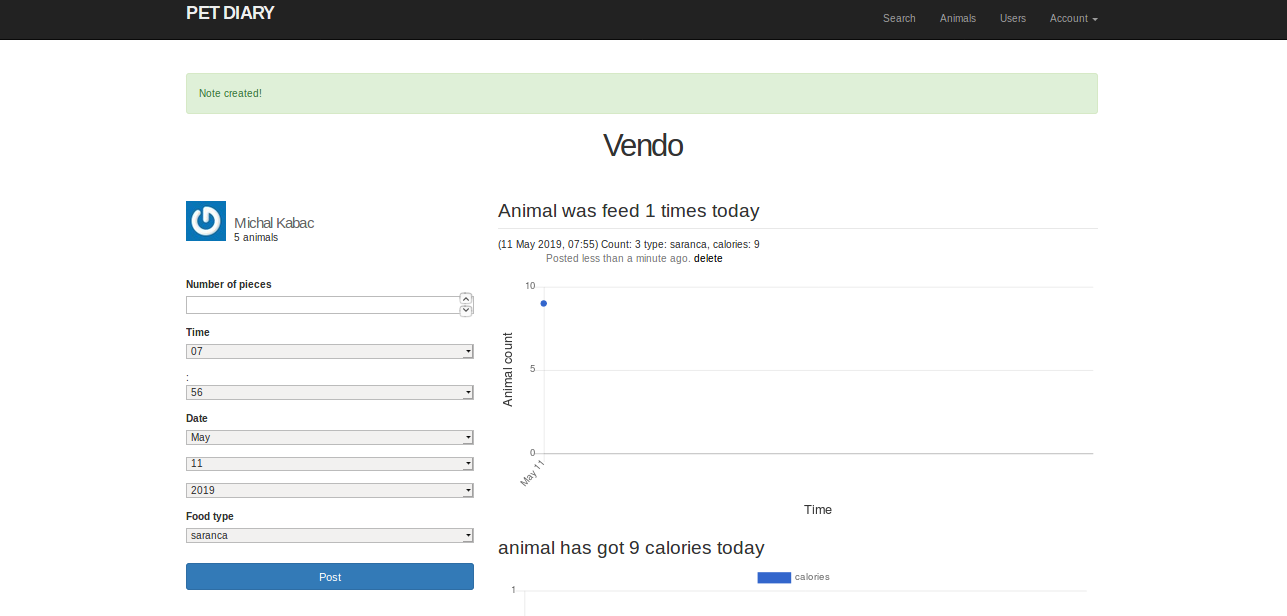 PET DIARY
Search Animals Users Account
Note created!
Vendo
Michal Kabac
5 animals
Number of pieces
Time
07
:
56
Date
May
11
2019
Food type
saranca
Post
Animal was feed 1 times today
(11 May 2019, 07:55) Count: 3 type: saranca, calories: 9
Posted less than a minute ago. delete
10
5
0
Animal count
May 11
Time
animal has got 9 calories today
calories
1